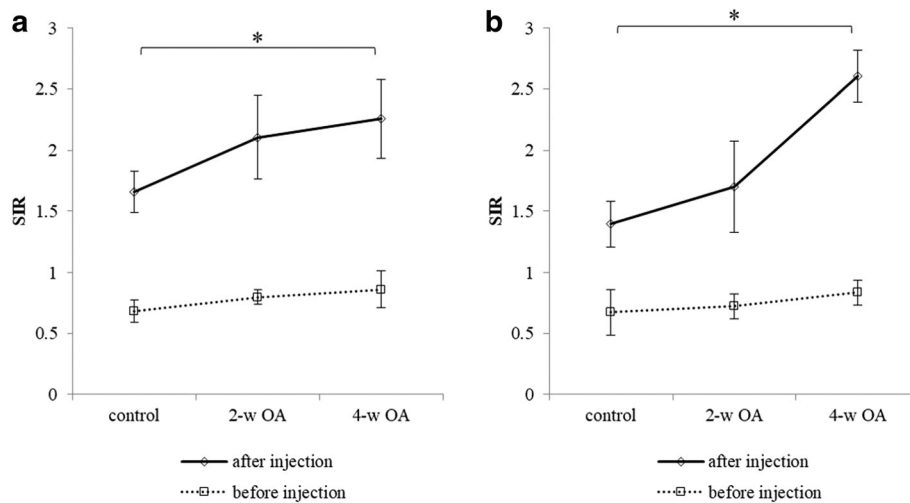 a
3
*
2.5
2
1.5
1
0.5
0
SIR
control 2-w OA 4-w OA
after injection
before injection
b
3
*
2.5
2
1.5
1
0.5
0
SIR
control 2-w OA 4-w OA
after injection
before injection